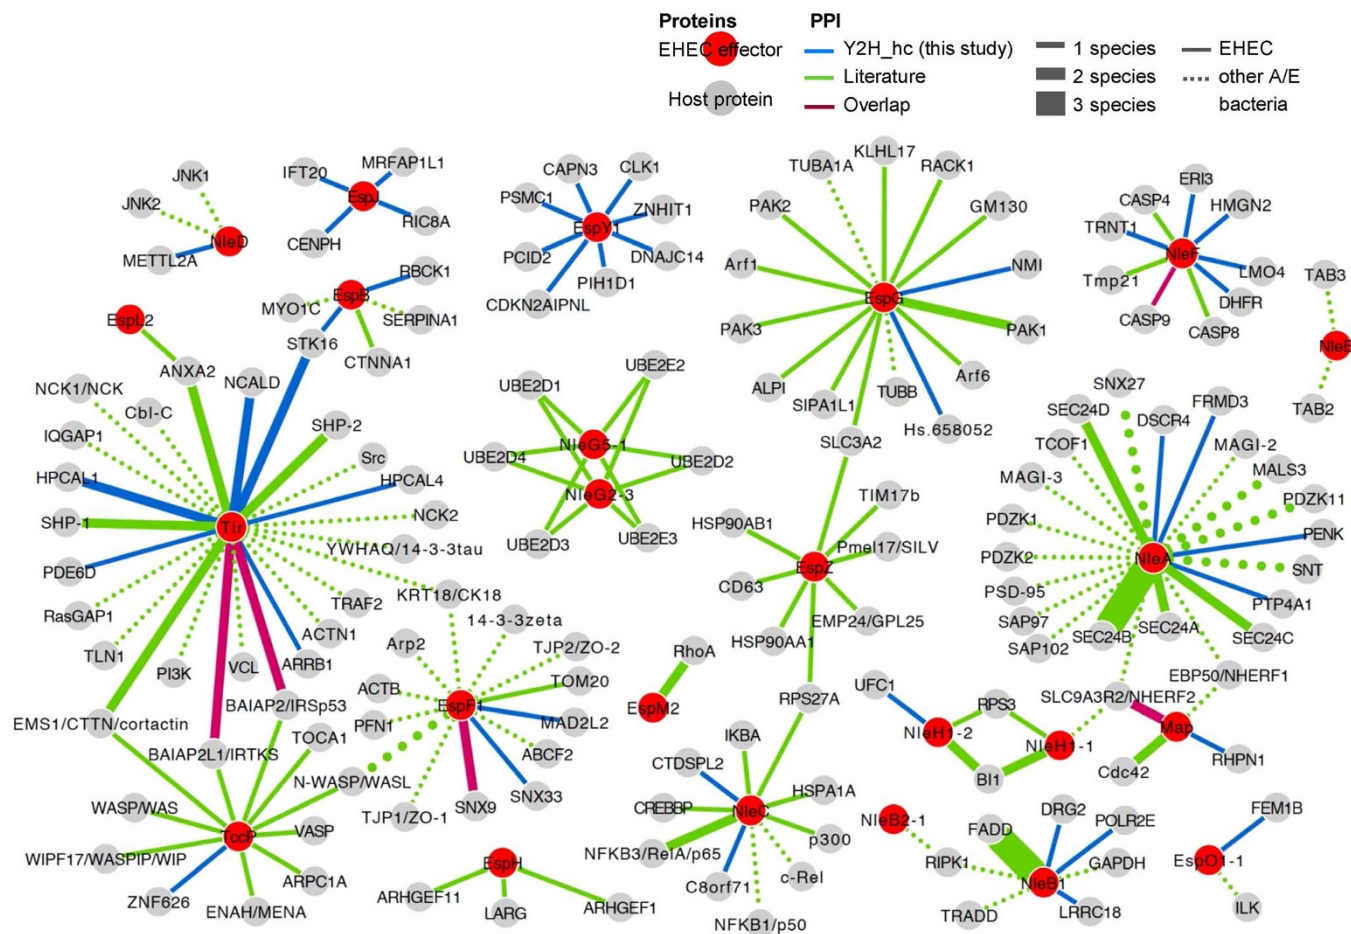 Proteins
EHEC effector
Host protein
PPI
Y2H_hc (this study)
Literature
Overlap
1 species
2 species
3 species
EHEC
other A/E
bacteria
JNK1
JNK2
METTL2A
NleD
IFT20
MRFAP1L1
EspJ
RIC8A
CENPH
CAPN3
CLK1
PSMC1
ZNHIT1
EspY1
PCID2
DNAJC14
PIH1D1
CDKN2AIPNL
KLHL17
TUBA1A
RACK1
PAK2
GM130
Arf1
NMI
EspG
PAK3
PAK1
ALPI
Arf6
SIPA1L1
TUBB
Hs.658052
SLC3A2
ERI3
CASP4
HMGN2
TRNT1
NleF
LMO4
Tmp21
DHFR
CASP9
CASP8
TAB3
NleE
TAB2
RBCK1
EspB
MYO1C
SERPINA1
STK16
CTNNA1
EspL2
ANXA2
NCALD
NCK1/NCK
Cbl-C
SHP-2
IQGAP1
Src
HPCAL1
HPCAL4
SHP-1
Tir
NCK2
YWHAQ/14-3-3tau
PDE6D
KRT18/CK18
RasGAP1
TRAF2
ACTN1
TLN1
PI3K
VCL
ARRB1
BAIAP2/IRSp53
EMS1/CTTN/cortactin
BAIAP2L1/IRTKS
TOCA1
N-WASP/WASL
WASP/WAS
TccP
VASP
WIPF17/WASPIP/WIP
ARPC1A
ZNF626
ENAH/MENA
UBE2E2
UBE2D1
NleG5-1
UBE2D4
UBE2D2
NleG2-3
UBE2D3
UBE2E3
14-3-3zeta
Arp2
TJP2/ZO-2
ACTB
TOM20
EspF1
PFN1
MAD2L2
ABCF2
SNX33
SNX9
TJP1/ZO-1
TIM17b
HSP90AB1
Pmel17/SILV
EspZ
CD63
EMP24/GPL25
HSP90AA1
RPS27A
RhoA
EspM2
IKBA
CTDSPL2
HSPA1A
CREBBP
NleC
p300
NFKB3/RelA/p65
c-Rel
C8orf71
NFKB1/p50
EspH
ARHGEF11
LARG
ARHGEF1
SNX27
SEC24D
DSCR4
FRMD3
TCOF1
MAGI-2
MAGI-3
MALS3
PDZK11
PDZK1
PENK
PDZK2
NleA
SNT
PSD-95
PTP4A1
SAP97
SEC24A
SEC24C
SAP102
SEC24B
EBP50/NHERF1
SLC9A3R2/NHERF2
UFC1
RPS3
NleH1-2
NleH1-1
BI1
Map
RHPN1
Cdc42
NleB2-1
FADD
DRG2
POLR2E
RIPK1
GAPDH
NleB1
TRADD
LRRC18
FEM1B
EspO1-1
ILK